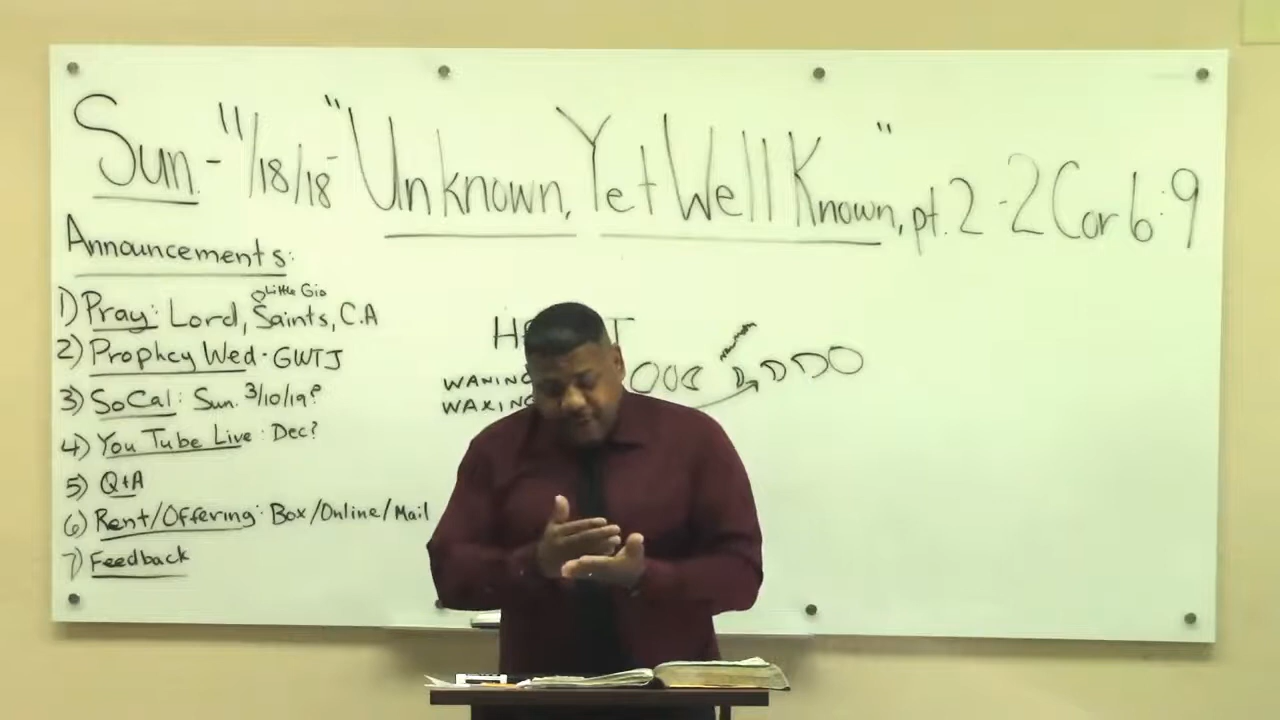 Sun. - 11/18/18 - "Unknown, Yet Well Known," pt. 2 - 2 Cor 6:9
Announcements:
Little Gio
1) Pray: Lord, Saints, C.A
2) Prophcy Wed - GWTJ
3) SoCal: Sun. 3/10/19?
4) You Tube Live: Dec?
5) Q+A
6) Rent/Offering: Box/Online/Mail
7) Feedback
WANING
WAXING